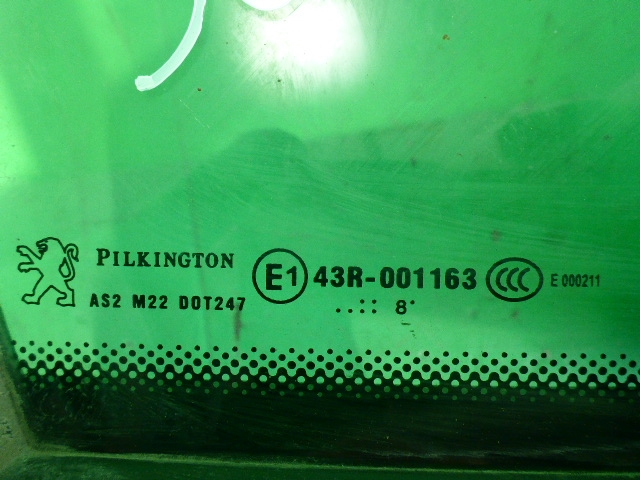 PILKINGTON
AS2 M22 DOT247
E1 43R-001163 CCC E 000211
..:: 8·